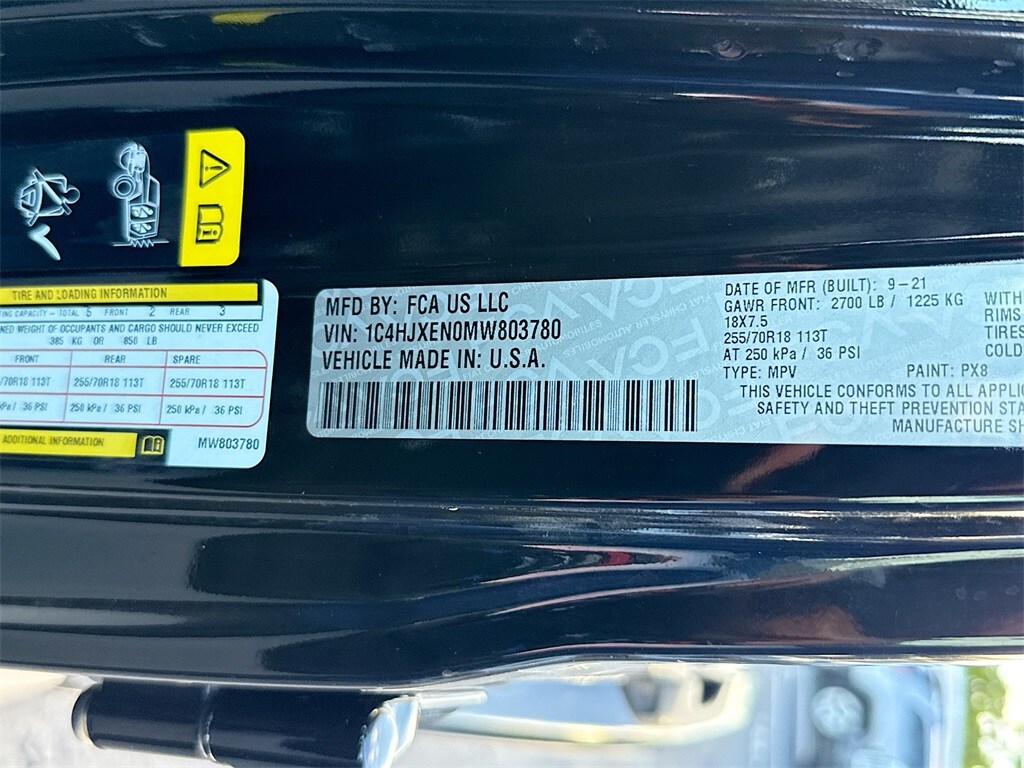 TIRE AND LOADING INFORMATION
SEATING CAPACITY - TOTAL 5 FRONT 2 REAR 3
NED WEIGHT OF OCCUPANTS AND CARGO SHOULD NEVER EXCEED
385 KG OR 850 LB
FRONT REAR SPARE
/70R18 113T 255/70R18 113T 255/70R18 113T
kPa / 36 PSI 250 kPa / 36 PSI 250 kPa / 36 PSI
ADDITIONAL INFORMATION
MW803780
MFD BY: FCA US LLC
VIN: 1C4HJXEN0MW803780
VEHICLE MADE IN: U.S.A.
DATE OF MFR (BUILT): 9-21
GAWR FRONT: 2700 LB / 1225 KG WITH
18X7.5 RIMS
255/70R18 113T TIRES
AT 250 kPa / 36 PSI COLD
TYPE: MPV PAINT: PX8
THIS VEHICLE CONFORMS TO ALL APPLIC
SAFETY AND THEFT PREVENTION STA
MANUFACTURE SH